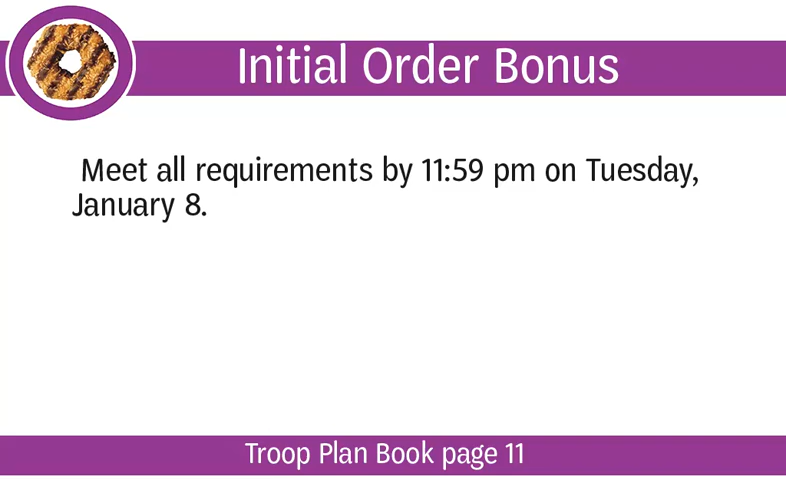 Initial Order Bonus
Meet all requirements by 11:59 pm on Tuesday,
January 8.
Troop Plan Book page 11